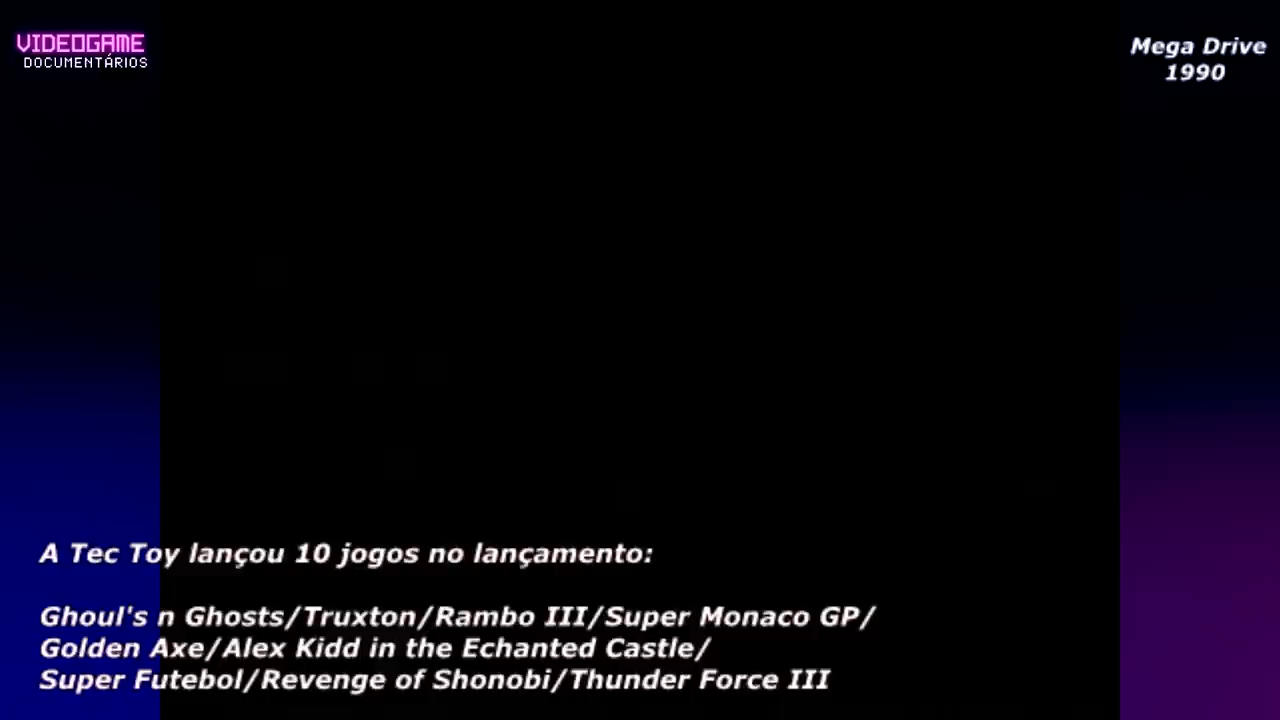 VIDEOGAME
DOCUMENTÁRIOS
Mega Drive
1990
A Tec Toy lançou 10 jogos no lançamento:
Ghoul's n Ghosts/Truxton/Rambo III/Super Monaco GP/
Golden Axe/Alex Kidd in the Echanted Castle/
Super Futebol/Revenge of Shonobi/Thunder Force III